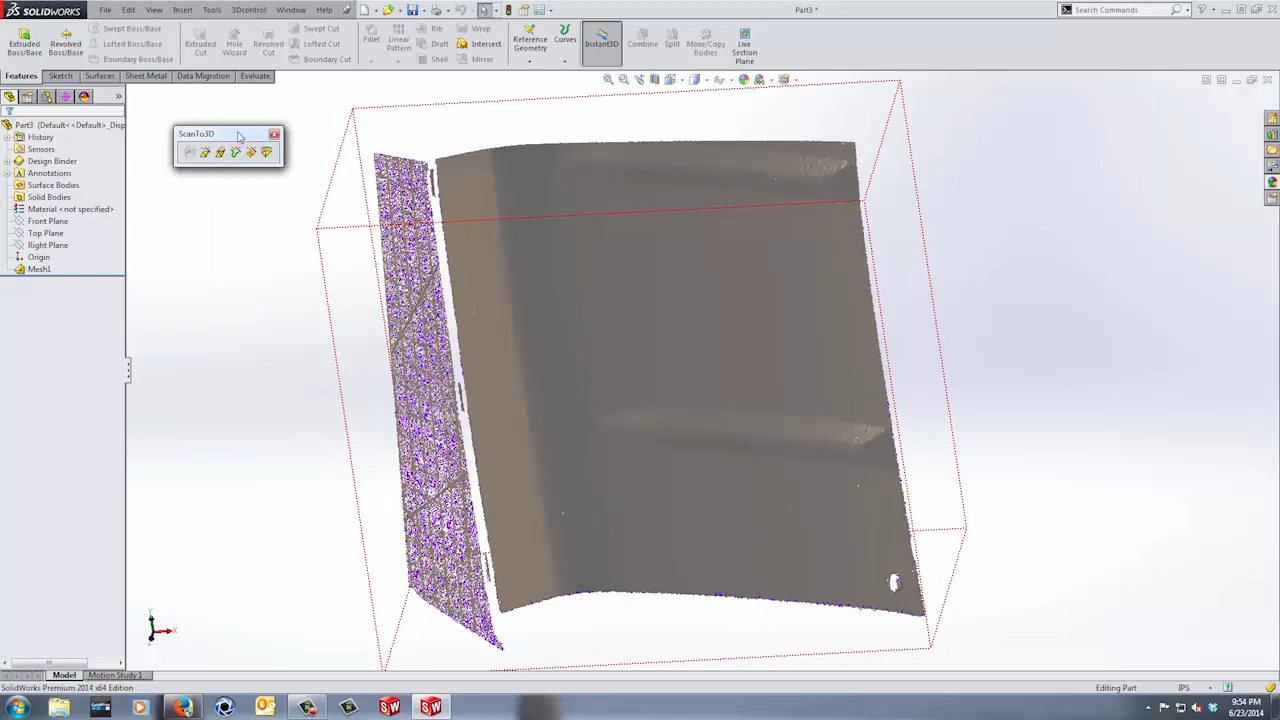 SOLIDWORKS File Edit View Insert Tools 3Dcontrol Window Help Part3 * Search Commands
Extruded Boss/Base
Revolved Boss/Base
Swept Boss/Base
Lofted Boss/Base
Boundary Boss/Base
Extruded Cut
Hole Wizard
Revolved Cut
Swept Cut
Lofted Cut
Boundary Cut
Fillet
Linear Pattern
Rib
Draft
Shell
Wrap
Intersect
Mirror
Reference Geometry
Curves
Instant3D
Combine
Split
Move/Copy Bodies
Live Section Plane
Features Sketch Surfaces Sheet Metal Data Migration Evaluate
Part3 (Default<<Default>_Disp
History
Sensors
Design Binder
Annotations
Surface Bodies
Solid Bodies
Material <not specified>
Front Plane
Top Plane
Right Plane
Origin
Mesh1
ScanTo3D
Y
X
Model Motion Study 1
SolidWorks Premium 2014 x64 Edition Editing Part IPS
9:54 PM
6/23/2014